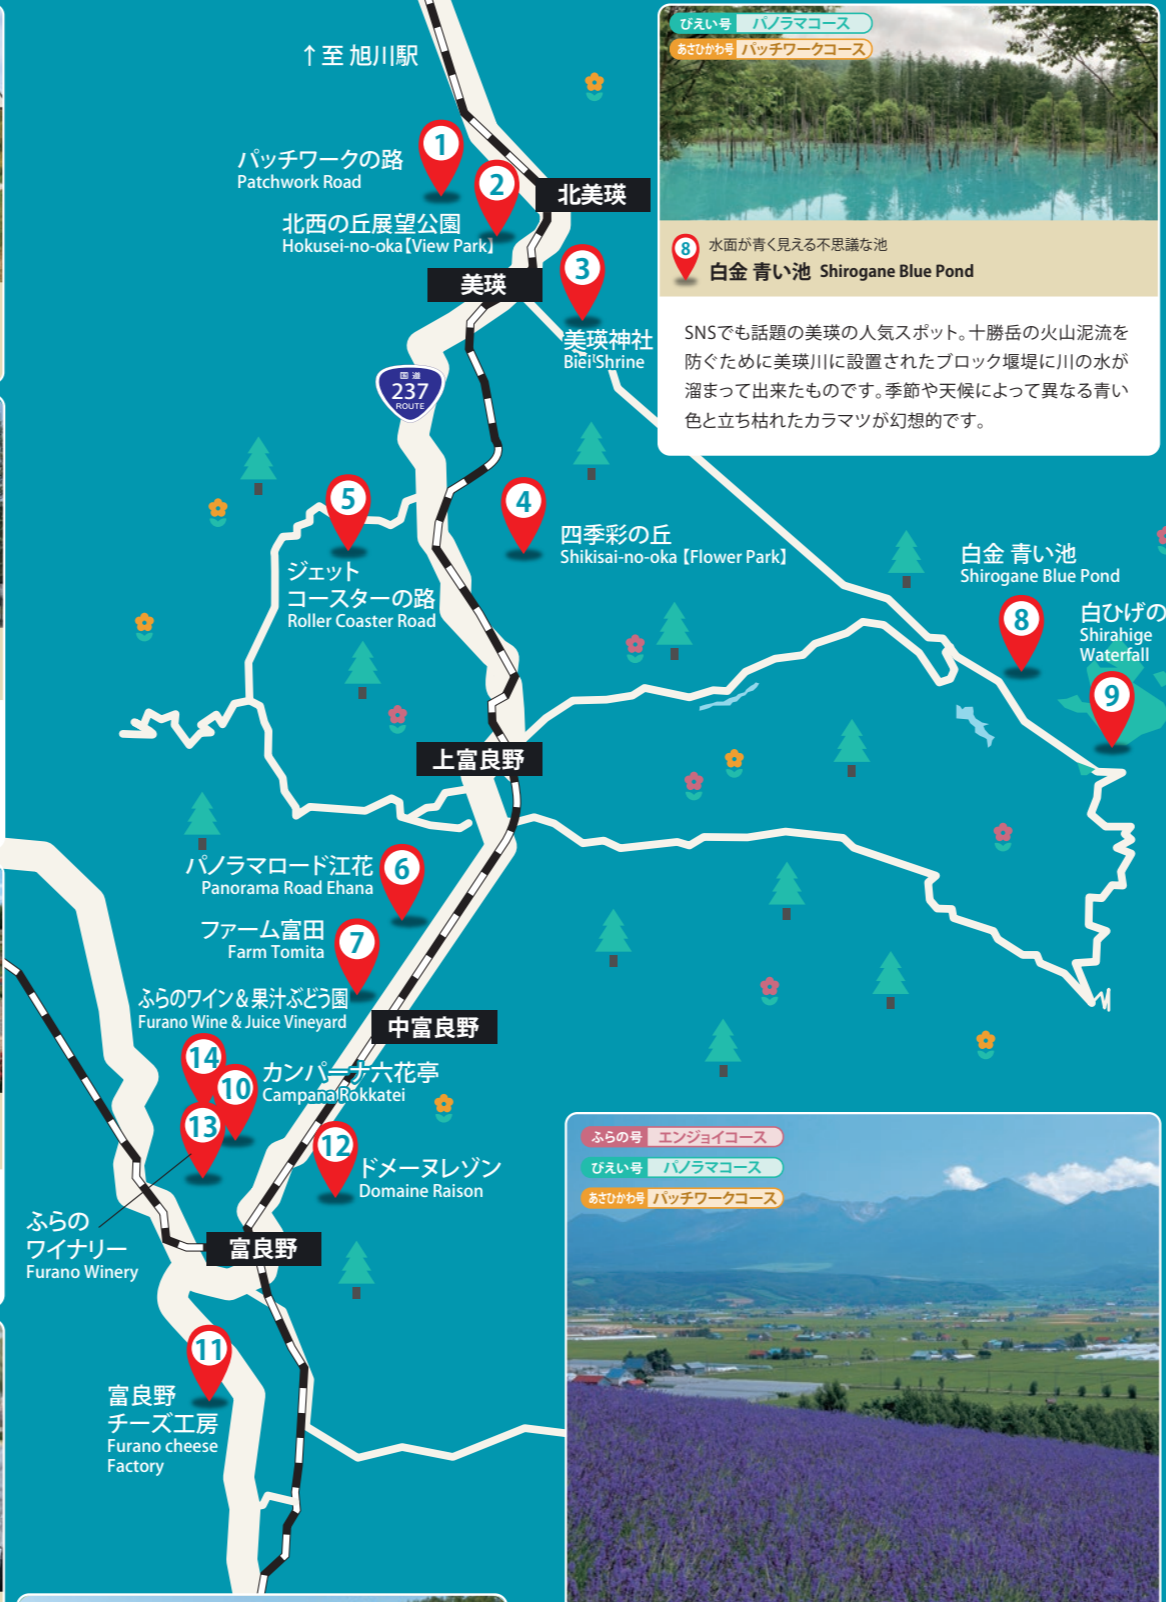 ↑至 旭川駅
1
パッチワークの路
Patchwork Road
2
北西の丘展望公園
Hokusei-no-oka【View Park】
北美瑛
美瑛
3
美瑛神社
Biei Shrine
国道
237
ROUTE
びえい号 パノラマコース
あさひかわ号 パッチワークコース
8
水面が青く見える不思議な池
白金 青い池 Shirogane Blue Pond
SNSでも話題の美瑛の人気スポット。十勝岳の火山泥流を
防ぐために美瑛川に設置されたブロック堰堤に川の水が
溜まって出来たものです。季節や天候によって異なる青い
色と立ち枯れたカラマツが幻想的です。
5
ジェット
コースターの路
Roller Coaster Road
4
四季彩の丘
Shikisai-no-oka【Flower Park】
白金 青い池
Shirogane Blue Pond
8
白ひげの
Shirahige
Waterfall
9
上富良野
パノラマロード江花
Panorama Road Ehana
6
ファーム富田
Farm Tomita
7
ふらのワイン＆果汁ぶどう園
Furano Wine & Juice Vineyard
中富良野
14
10
カンパーナ六花亭
Campana Rokkatei
13
12
ドメーヌレゾン
Domaine Raison
ふらの
ワイナリー
Furano Winery
富良野
11
富良野
チーズ工房
Furano cheese
Factory
ふらの号 エンジョイコース
びえい号 パノラマコース
あさひかわ号 パッチワークコース